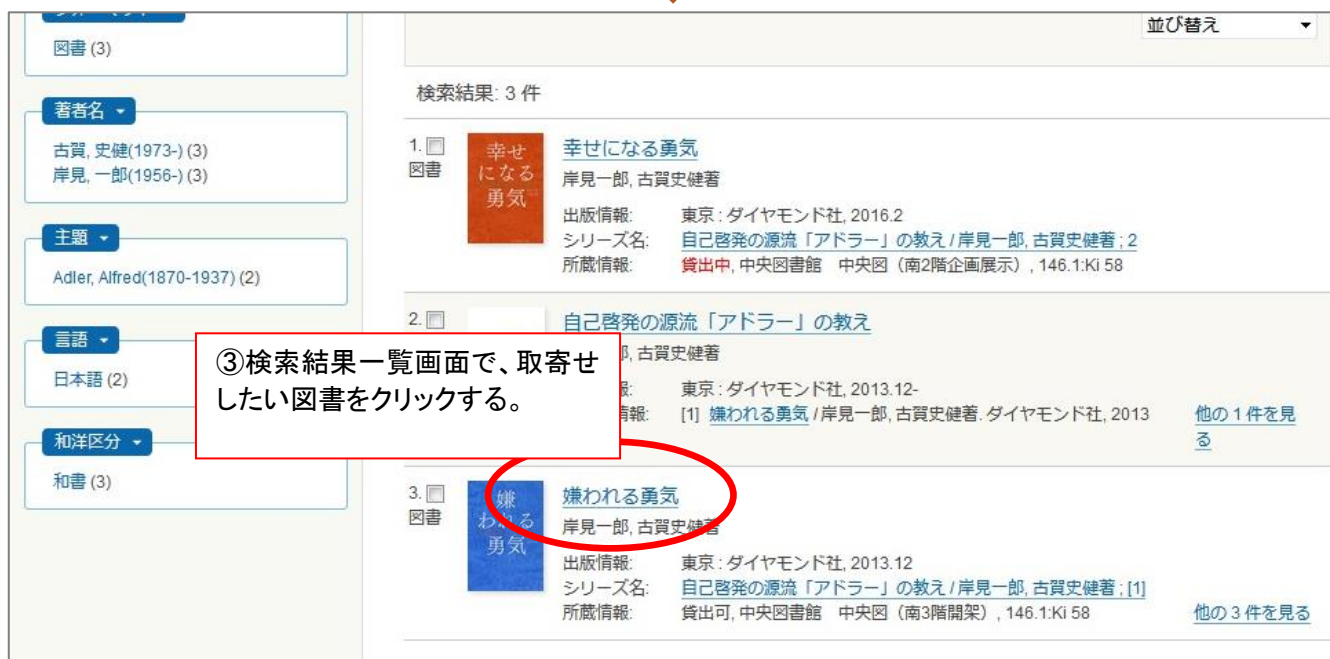 図書 (3)
著者名
古賀, 史健(1973-) (3)
岸見, 一郎(1956-) (3)
主題
Adler, Alfred(1870-1937) (2)
言語
日本語 (2)
和洋区分
和書 (3)
並び替え
検索結果: 3 件
1.
図書
幸せ
になる
勇気
幸せになる勇気
岸見一郎, 古賀史健著
出版情報: 東京 : ダイヤモンド社, 2016.2
シリーズ名: 自己啓発の源流「アドラー」の教え / 岸見一郎, 古賀史健著 ; 2
所蔵情報: 貸出中, 中央図書館 中央図（南2階企画展示）, 146.1:Ki 58
2.
自己啓発の源流「アドラー」の教え
, 古賀史健著
東京 : ダイヤモンド社, 2013.12-
情報: [1] 嫌われる勇気 / 岸見一郎, 古賀史健著. ダイヤモンド社, 2013 他の 1 件を見
る
③検索結果一覧画面で、取寄せ
したい図書をクリックする。
3.
図書
嫌
われる
勇気
嫌われる勇気
岸見一郎, 古賀史健著
出版情報: 東京 : ダイヤモンド社, 2013.12
シリーズ名: 自己啓発の源流「アドラー」の教え / 岸見一郎, 古賀史健著 ; [1]
所蔵情報: 貸出可, 中央図書館 中央図（南3階開架）, 146.1:Ki 58 他の 3 件を見る